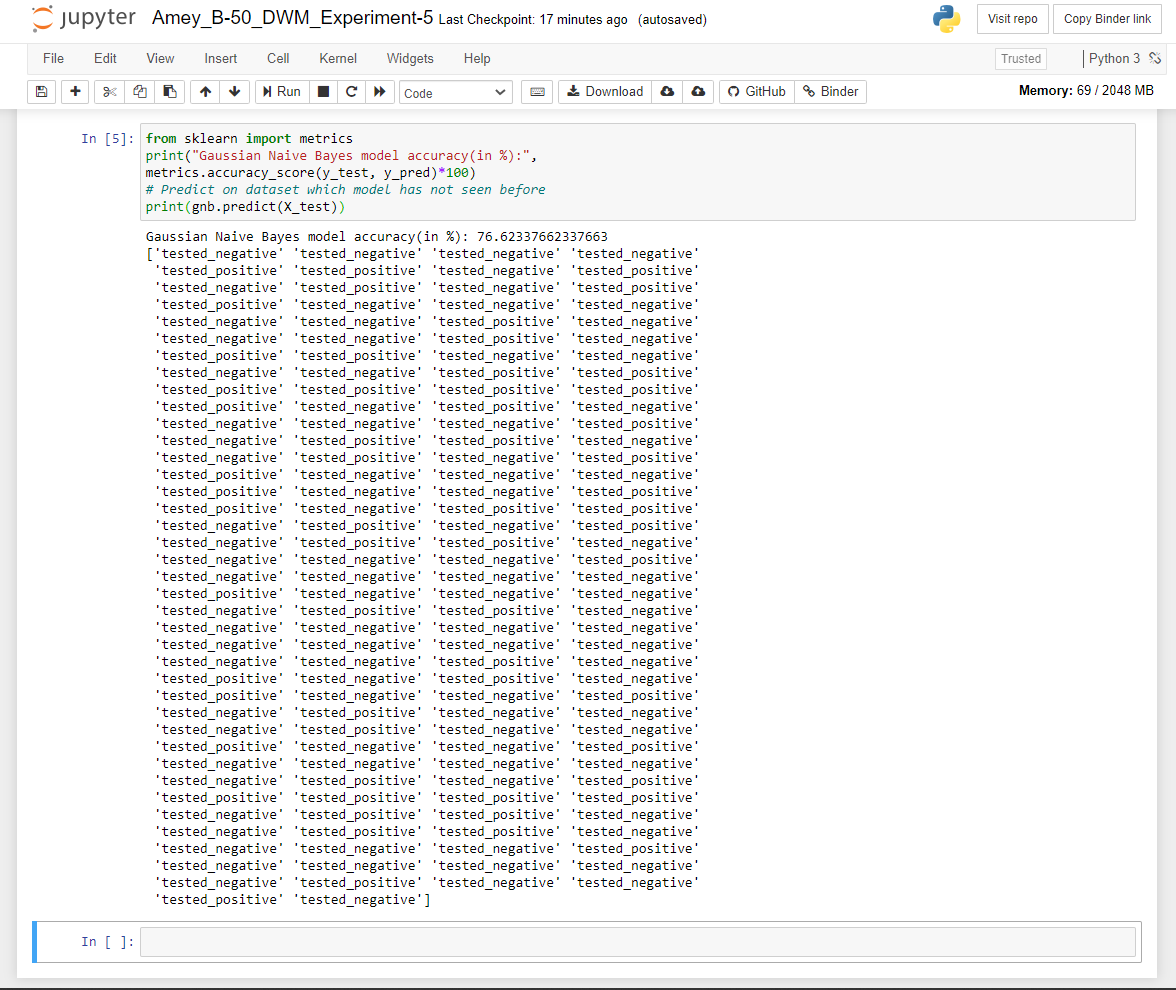 jupyter Amey_B-50_DWM_Experiment-5 Last Checkpoint: 17 minutes ago (autosaved) Visit repo Copy Binder link
File Edit View Insert Cell Kernel Widgets Help Trusted Python 3
Run Code Download GitHub Binder Memory: 69 / 2048 MB
In [5]: from sklearn import metrics
print("Gaussian Naive Bayes model accuracy(in %):",
metrics.accuracy_score(y_test, y_pred)*100)
# Predict on dataset which model has not seen before
print(gnb.predict(X_test))
Gaussian Naive Bayes model accuracy(in %): 76.62337662337663
['tested_negative' 'tested_negative' 'tested_negative' 'tested_negative'
'tested_positive' 'tested_positive' 'tested_negative' 'tested_positive'
'tested_negative' 'tested_positive' 'tested_negative' 'tested_positive'
'tested_positive' 'tested_negative' 'tested_negative' 'tested_negative'
'tested_negative' 'tested_negative' 'tested_positive' 'tested_negative'
'tested_negative' 'tested_negative' 'tested_positive' 'tested_negative'
'tested_positive' 'tested_positive' 'tested_negative' 'tested_negative'
'tested_negative' 'tested_negative' 'tested_positive' 'tested_positive'
'tested_positive' 'tested_positive' 'tested_positive' 'tested_positive'
'tested_positive' 'tested_negative' 'tested_positive' 'tested_negative'
'tested_negative' 'tested_negative' 'tested_negative' 'tested_positive'
'tested_negative' 'tested_positive' 'tested_positive' 'tested_negative'
'tested_negative' 'tested_positive' 'tested_negative' 'tested_positive'
'tested_positive' 'tested_negative' 'tested_negative' 'tested_negative'
'tested_positive' 'tested_negative' 'tested_negative' 'tested_positive'
'tested_positive' 'tested_negative' 'tested_negative' 'tested_positive'
'tested_negative' 'tested_positive' 'tested_negative' 'tested_positive'
'tested_negative' 'tested_positive' 'tested_positive' 'tested_negative'
'tested_negative' 'tested_negative' 'tested_negative' 'tested_positive'
'tested_negative' 'tested_negative' 'tested_negative' 'tested_negative'
'tested_positive' 'tested_negative' 'tested_negative' 'tested_negative'
'tested_negative' 'tested_positive' 'tested_positive' 'tested_negative'
'tested_negative' 'tested_negative' 'tested_negative' 'tested_negative'
'tested_negative' 'tested_negative' 'tested_negative' 'tested_negative'
'tested_negative' 'tested_negative' 'tested_positive' 'tested_negative'
'tested_positive' 'tested_negative' 'tested_positive' 'tested_negative'
'tested_positive' 'tested_negative' 'tested_negative' 'tested_positive'
'tested_negative' 'tested_positive' 'tested_negative' 'tested_negative'
'tested_negative' 'tested_negative' 'tested_negative' 'tested_negative'
'tested_positive' 'tested_negative' 'tested_negative' 'tested_positive'
'tested_negative' 'tested_negative' 'tested_negative' 'tested_negative'
'tested_negative' 'tested_positive' 'tested_negative' 'tested_positive'
'tested_positive' 'tested_positive' 'tested_positive' 'tested_positive'
'tested_negative' 'tested_positive' 'tested_positive' 'tested_negative'
'tested_negative' 'tested_negative' 'tested_positive' 'tested_negative'
'tested_negative' 'tested_negative' 'tested_negative' 'tested_positive'
'tested_negative' 'tested_negative' 'tested_negative' 'tested_negative'
'tested_negative' 'tested_positive' 'tested_negative' 'tested_negative'
'tested_positive' 'tested_negative']
In [ ]: